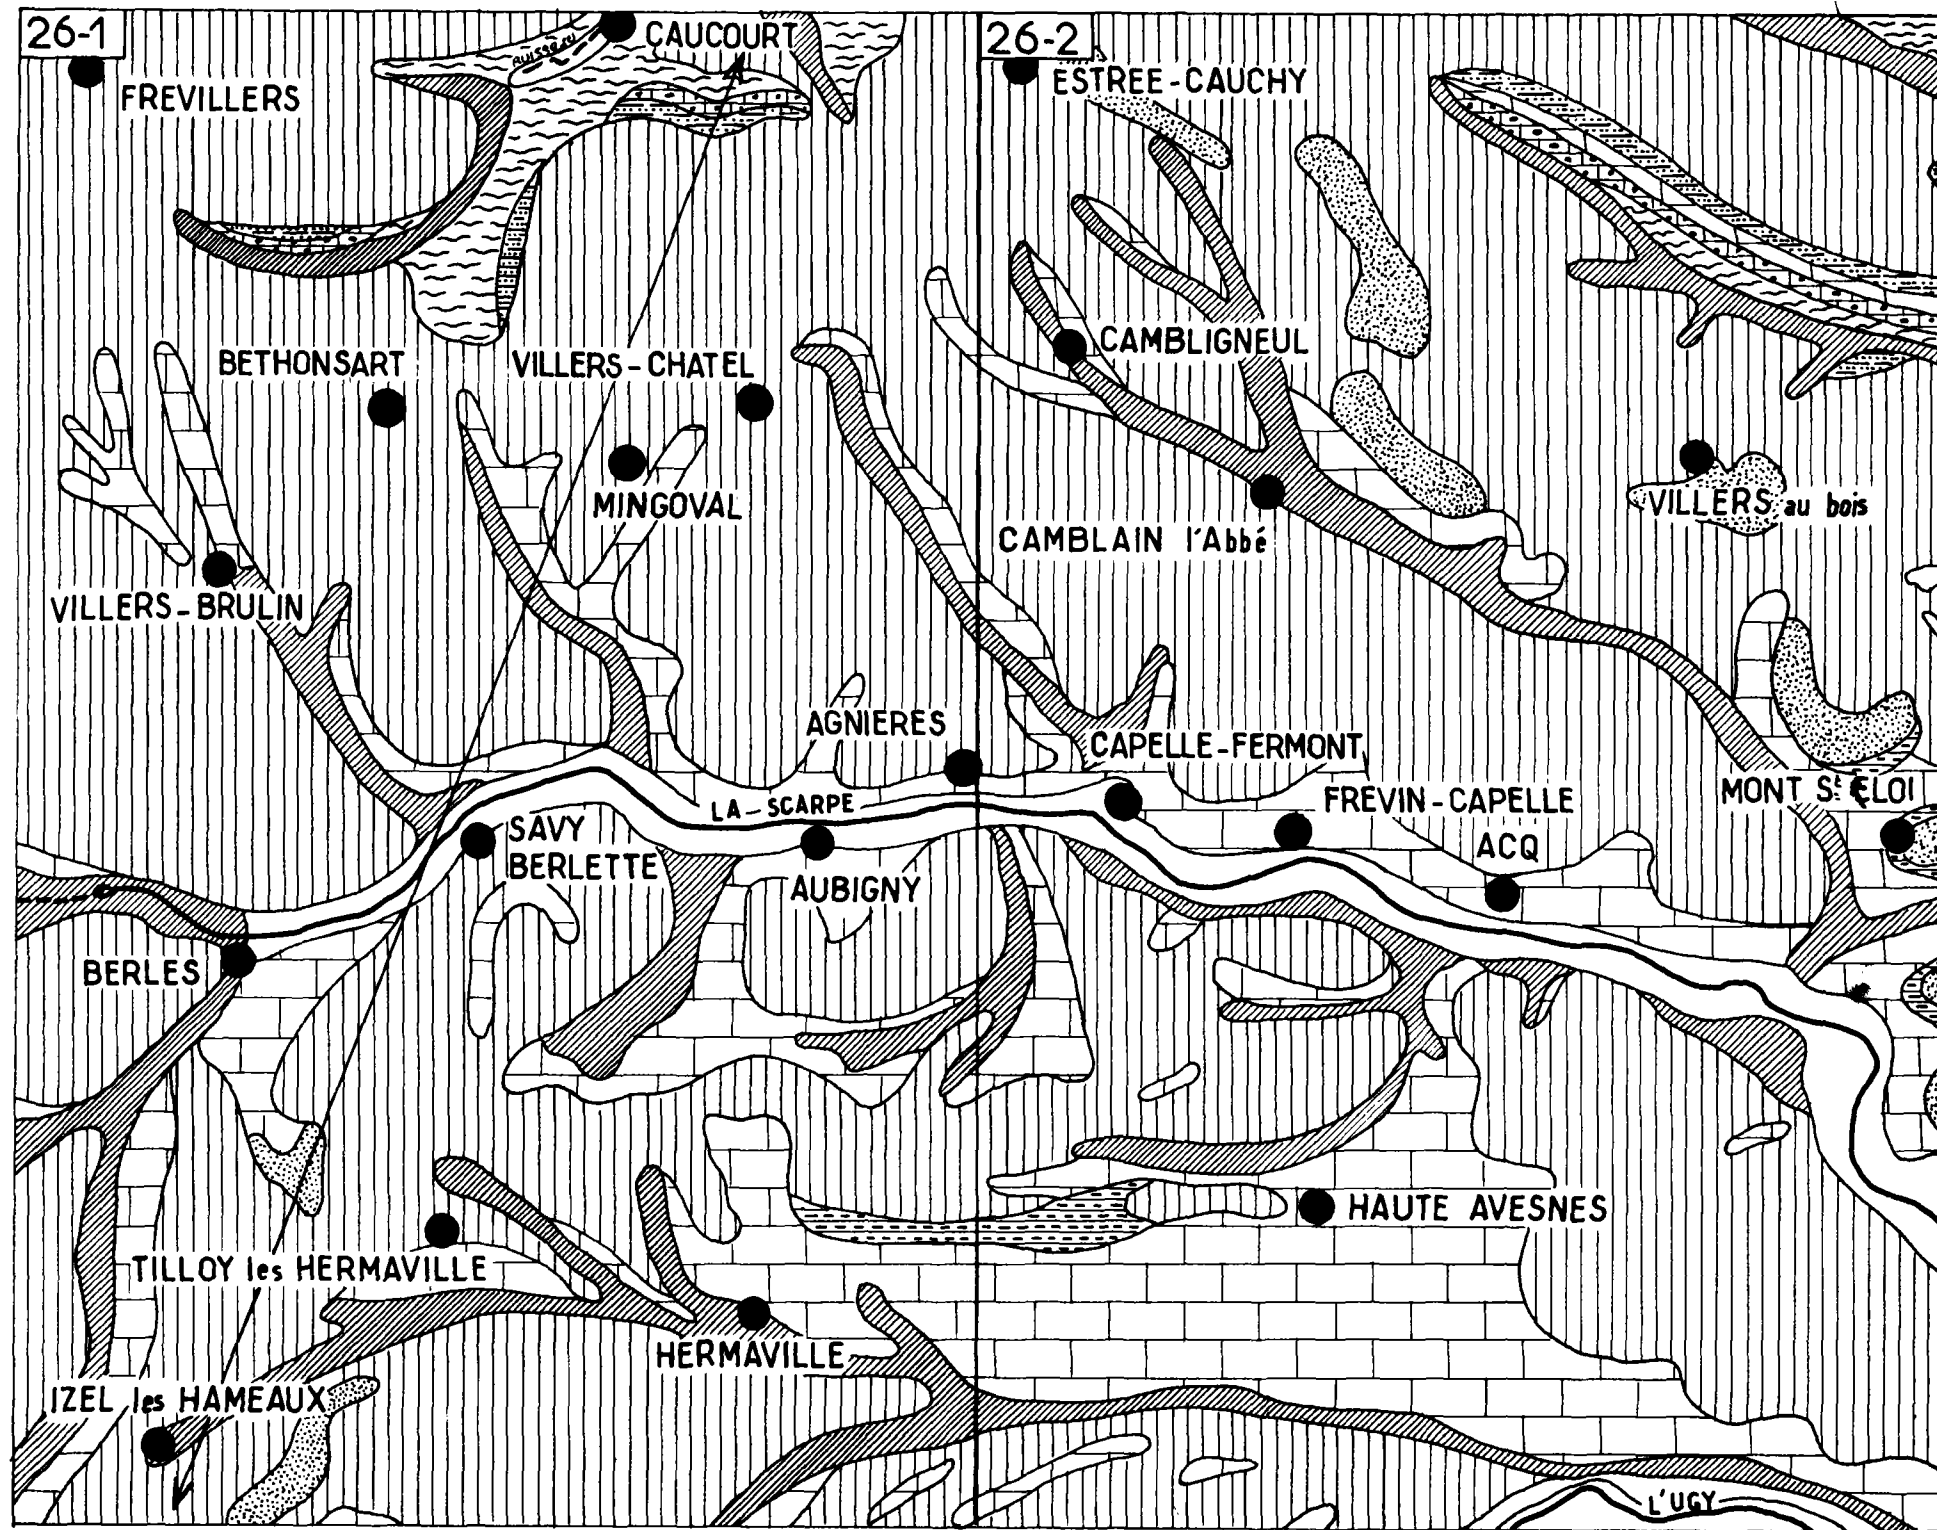 26-1
CAUCOURT
26-2
ruisseau
FREVILLERS
ESTREE-CAUCHY
BETHONSART
VILLERS-CHATEL
CAMBLIGNEUL
MINGOVAL
VILLERS au bois
CAMBLAIN l'Abbé
VILLERS-BRULIN
AGNIERES
CAPELLE-FERMONT
LA-SCARPE
FREVIN-CAPELLE
MONT St ELOI
SAVY
BERLETTE
ACQ
AUBIGNY
BERLES
HAUTE AVESNES
TILLOY les HERMAVILLE
HERMAVILLE
IZEL les HAMEAUX
L'UGY